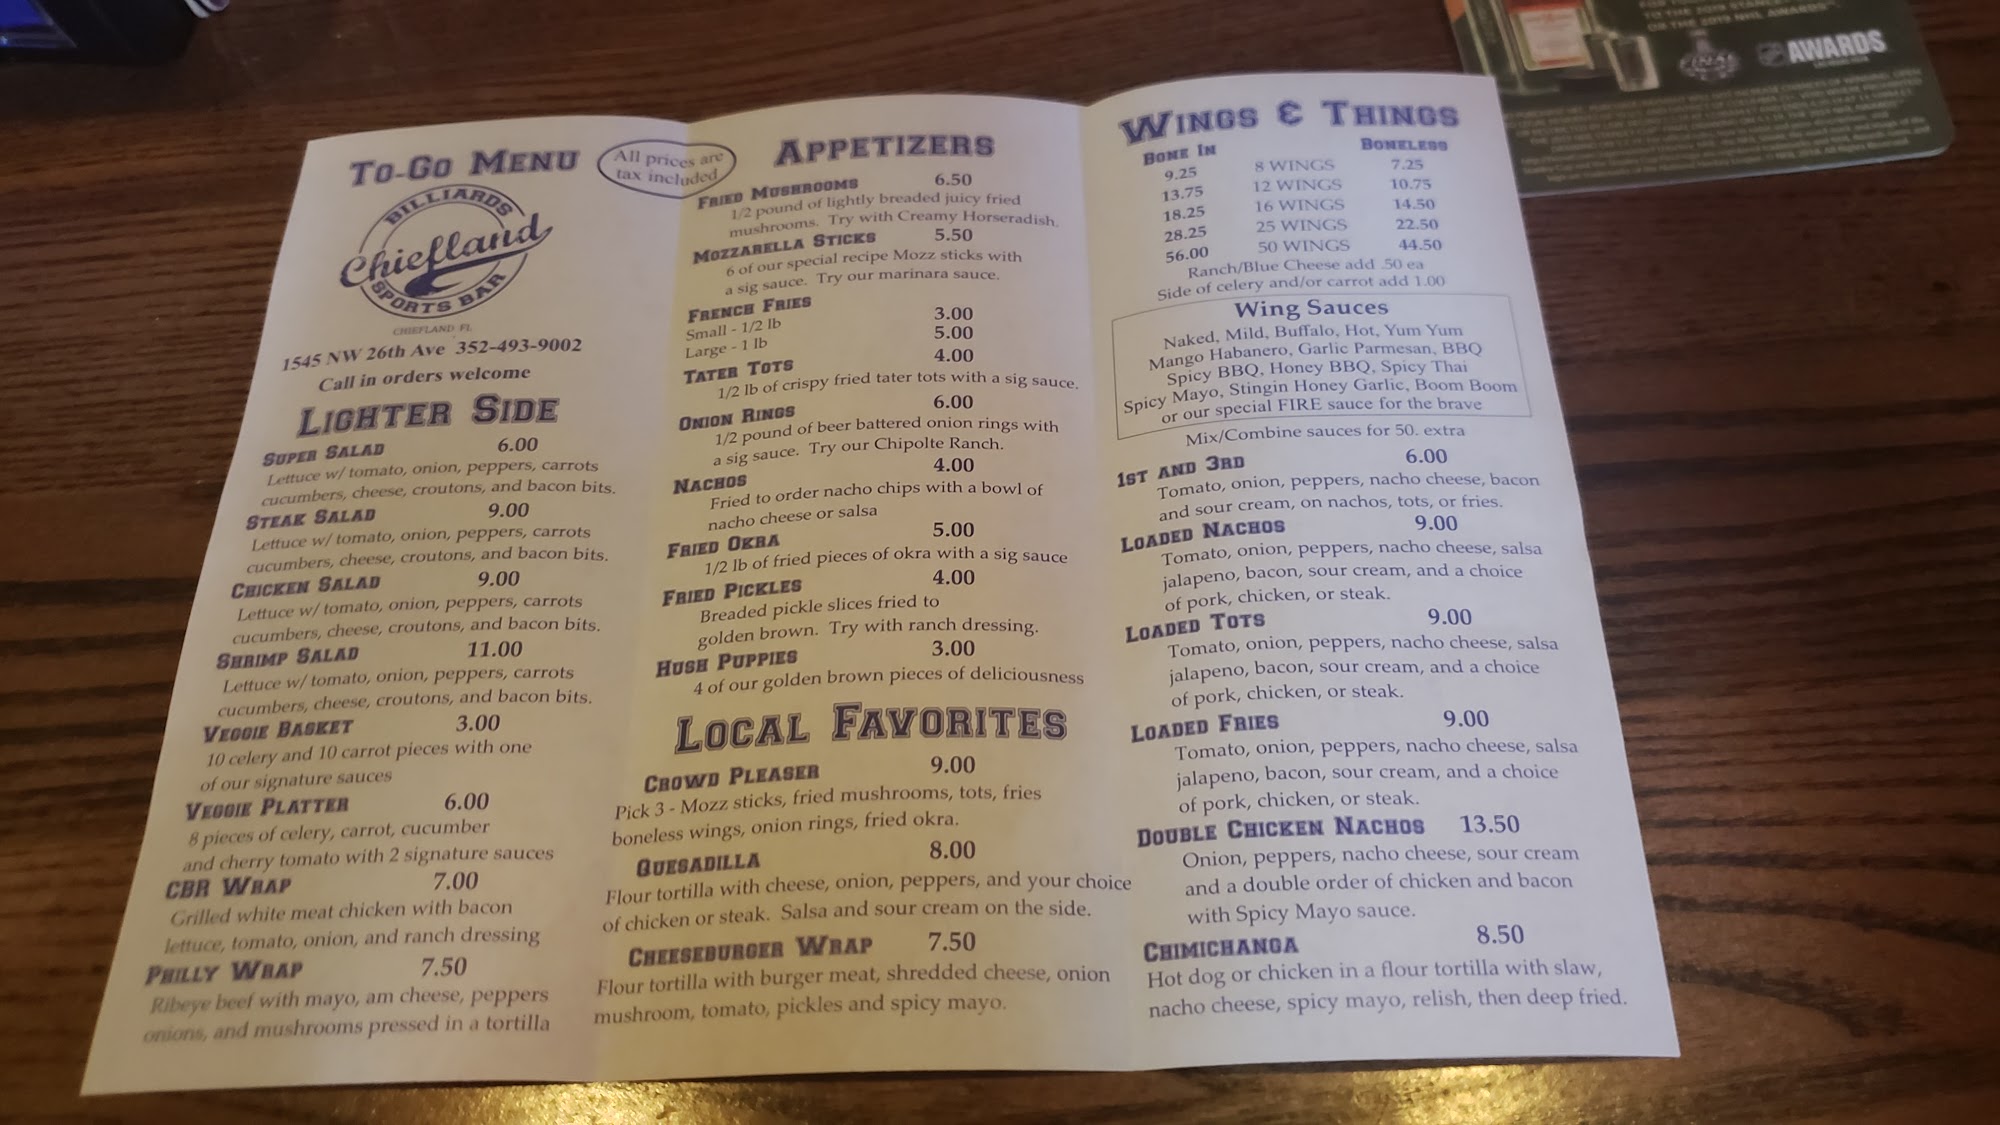 To-Go Menu
All prices are
tax included
BILLIARDS
Chiefland
SPORTS BAR
CHIEFLAND FL
1545 NW 26th Ave 352-493-9002
Call in orders welcome
Lighter Side
Super Salad 6.00
Lettuce w/ tomato, onion, peppers, carrots
cucumbers, cheese, croutons, and bacon bits.
Steak Salad 9.00
Lettuce w/ tomato, onion, peppers, carrots
cucumbers, cheese, croutons, and bacon bits.
Chicken Salad 9.00
Lettuce w/ tomato, onion, peppers, carrots
cucumbers, cheese, croutons, and bacon bits.
Shrimp Salad 11.00
Lettuce w/ tomato, onion, peppers, carrots
cucumbers, cheese, croutons, and bacon bits.
Veggie Basket 3.00
10 celery and 10 carrot pieces with one
of our signature sauces
Veggie Platter 6.00
8 pieces of celery, carrot, cucumber
and cherry tomato with 2 signature sauces
CBR Wrap 7.00
Grilled white meat chicken with bacon
lettuce, tomato, onion, and ranch dressing
Philly Wrap 7.50
Ribeye beef with mayo, am cheese, peppers
onions, and mushrooms pressed in a tortilla
Appetizers
Fried Mushrooms 6.50
1/2 pound of lightly breaded juicy fried
mushrooms. Try with Creamy Horseradish.
Mozzarella Sticks 5.50
6 of our special recipe Mozz sticks with
a sig sauce. Try our marinara sauce.
French Fries
Small - 1/2 lb 3.00
Large - 1 lb 5.00
Tater Tots 4.00
1/2 lb of crispy fried tater tots with a sig sauce.
Onion Rings 6.00
1/2 pound of beer battered onion rings with
a sig sauce. Try our Chipolte Ranch.
Nachos 4.00
Fried to order nacho chips with a bowl of
nacho cheese or salsa
Fried Okra 5.00
1/2 lb of fried pieces of okra with a sig sauce
Fried Pickles 4.00
Breaded pickle slices fried to
golden brown. Try with ranch dressing.
Hush Puppies 3.00
4 of our golden brown pieces of deliciousness
Local Favorites
Crowd Pleaser 9.00
Pick 3 - Mozz sticks, fried mushrooms, tots, fries
boneless wings, onion rings, fried okra.
Quesadilla 8.00
Flour tortilla with cheese, onion, peppers, and your choice
of chicken or steak. Salsa and sour cream on the side.
Cheeseburger Wrap 7.50
Flour tortilla with burger meat, shredded cheese, onion
mushroom, tomato, pickles and spicy mayo.
Wings & Things
Bone In Boneless
9.25 8 WINGS 7.25
13.75 12 WINGS 10.75
18.25 16 WINGS 14.50
28.25 25 WINGS 22.50
56.00 50 WINGS 44.50
Ranch/Blue Cheese add .50 ea
Side of celery and/or carrot add 1.00
Wing Sauces
Naked, Mild, Buffalo, Hot, Yum Yum
Mango Habanero, Garlic Parmesan, BBQ
Spicy BBQ, Honey BBQ, Spicy Thai
Spicy Mayo, Stingin Honey Garlic, Boom Boom
or our special FIRE sauce for the brave
Mix/Combine sauces for 50. extra
1st and 3rd 6.00
Tomato, onion, peppers, nacho cheese, bacon
and sour cream, on nachos, tots, or fries.
Loaded Nachos 9.00
Tomato, onion, peppers, nacho cheese, salsa
jalapeno, bacon, sour cream, and a choice
of pork, chicken, or steak.
Loaded Tots 9.00
Tomato, onion, peppers, nacho cheese, salsa
jalapeno, bacon, sour cream, and a choice
of pork, chicken, or steak.
Loaded Fries 9.00
Tomato, onion, peppers, nacho cheese, salsa
jalapeno, bacon, sour cream, and a choice
of pork, chicken, or steak.
Double Chicken Nachos 13.50
Onion, peppers, nacho cheese, sour cream
and a double order of chicken and bacon
with Spicy Mayo sauce.
Chimichanga 8.50
Hot dog or chicken in a flour tortilla with slaw,
nacho cheese, spicy mayo, relish, then deep fried.
OR THE 2019 NHL AWARDS
FINAL
AWARDS